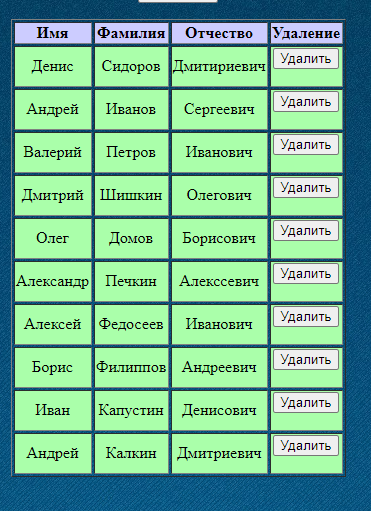 Имя Фамилия Отчество Удаление
Денис Сидоров Дмитириевич Удалить
Андрей Иванов Сергеевич Удалить
Валерий Петров Иванович Удалить
Дмитрий Шишкин Олегович Удалить
Олег Домов Борисович Удалить
Александр Печкин Алекссевич Удалить
Алексей Федосеев Иванович Удалить
Борис Филиппов Андреевич Удалить
Иван Капустин Денисович Удалить
Андрей Калкин Дмитриевич Удалить